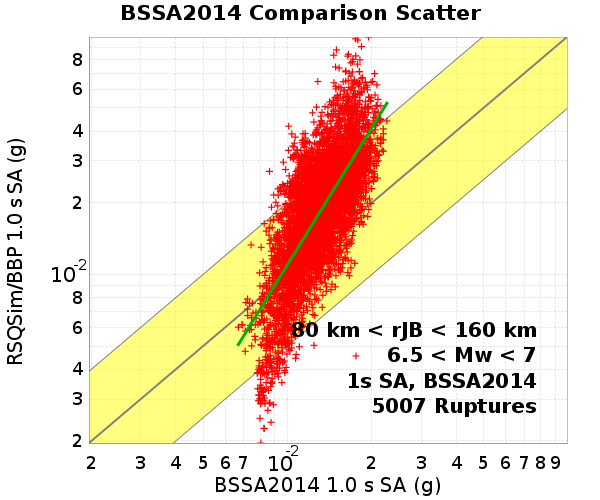 BSSA2014 Comparison Scatter
RSQSim/BBP 1.0 s SA (g)
8
6
4
3
2
10-2
8
6
4
3
2
80 km < rJB < 160 km
6.5 < Mw < 7
1s SA, BSSA2014
5007 Ruptures
2 3 4 5 6 7 10-2 2 3 4 5 6 7 8 9
BSSA2014 1.0 s SA (g)